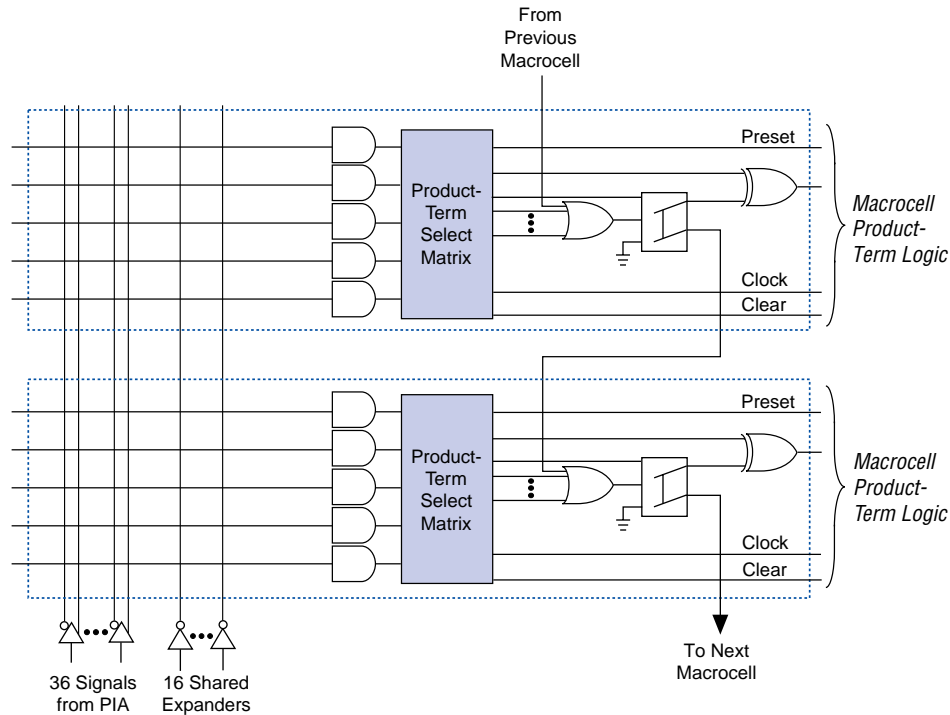 From
Previous
Macrocell
Preset
Product-
Term
Select
Matrix
Macrocell
Product-
Term Logic
Clock
Clear
Preset
Product-
Term
Select
Matrix
Macrocell
Product-
Term Logic
Clock
Clear
To Next
Macrocell
36 Signals
from PIA
16 Shared
Expanders